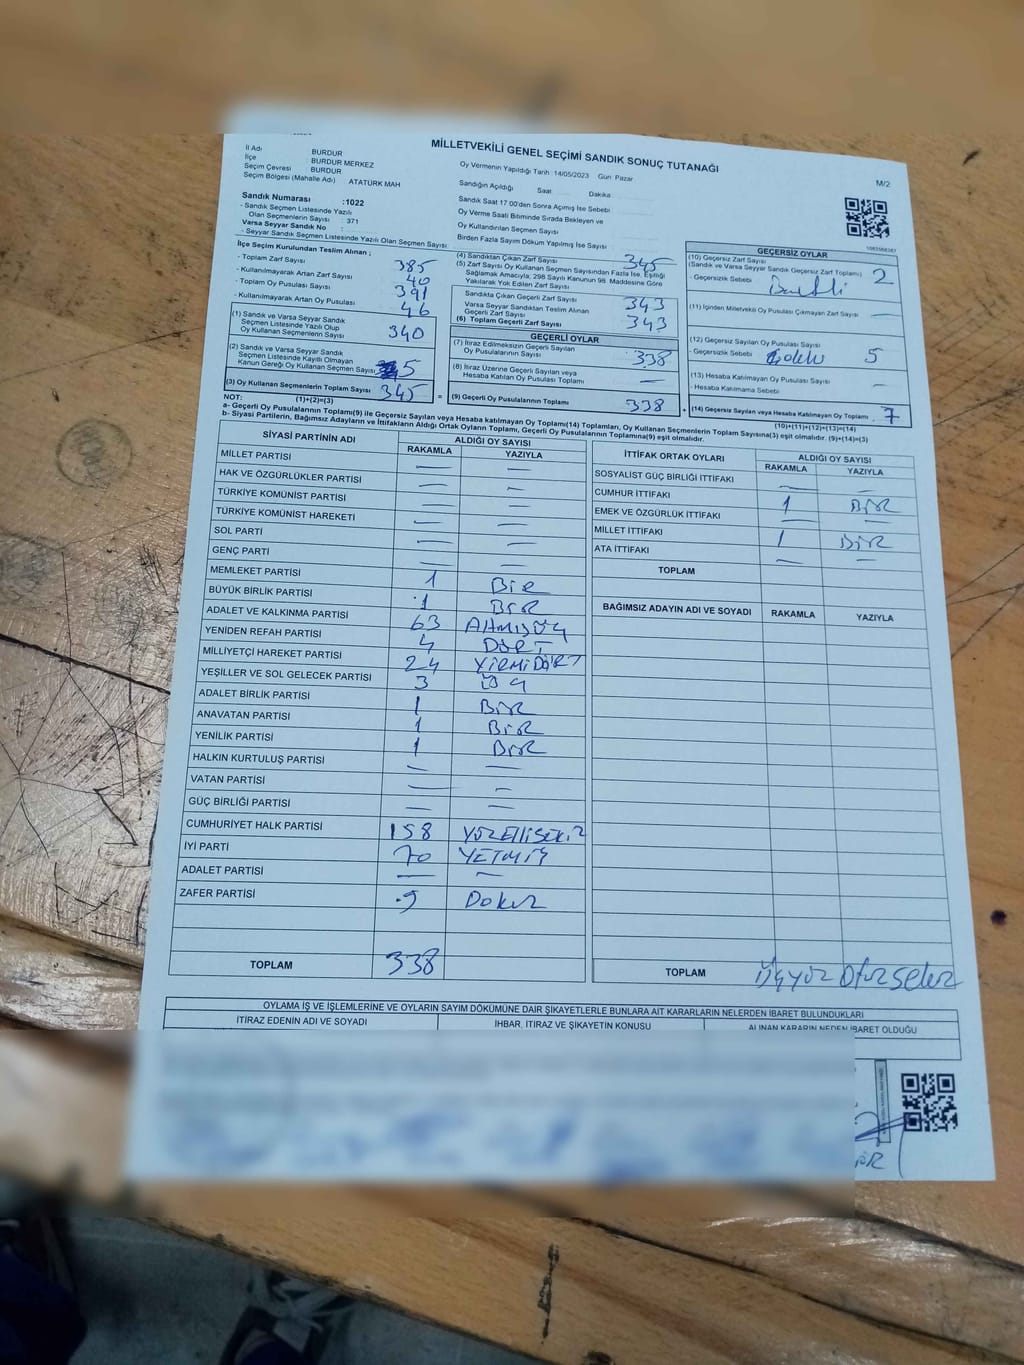 MİLLETVEKİLİ GENEL SEÇİMİ SANDIK SONUÇ TUTANAĞI
M/2
İl Adı : BURDUR
İlçe : BURDUR MERKEZ
Seçim Çevresi : BURDUR
Seçim Bölgesi (Mahalle Adı) : ATATÜRK MAH
Sandık Numarası :1022
- Sandık Seçmen Listesinde Yazılı
Olan Seçmenlerin Sayısı : 371
Varsa Seyyar Sandık No :
- Seyyar Sandık Seçmen Listesinde Yazılı Olan Seçmen Sayısı:
Oy Vermenin Yapıldığı Tarih :14/05/2023 Gün: Pazar
Sandığın Açıldığı Saat Dakika
Sandık Saat 17:00'den Sonra Açılmış İse Sebebi
Oy Verme Saati Bitiminde Sırada Bekleyen ve
Oy Kullandırılan Seçmen Sayısı
Birden Fazla Sayım Döküm Yapılmış İse Sayısı
İlçe Seçim Kurulundan Teslim Alınan ;
- Toplam Zarf Sayısı 385
- Kullanılmayarak Artan Zarf Sayısı 40
- Toplam Oy Pusulası Sayısı 391
- Kullanılmayarak Artan Oy Pusulası 46
(1) Sandık ve Varsa Seyyar Sandık
Seçmen Listesinde Yazılı Olup
Oy Kullanan Seçmenlerin Sayısı 340
(2) Sandık ve Varsa Seyyar Sandık
Seçmen Listesinde Kayıtlı Olmayan
Kanun Gereği Oy Kullanan Seçmen Sayısı 5
(3) Oy Kullanan Seçmenlerin Toplam Sayısı 345
(1)+(2)=(3)
(4) Sandıktan Çıkan Zarf Sayısı 345
(5) Zarf Sayısı Oy Kullanan Seçmen Sayısından Fazla İse, Eşitliği
Sağlamak Amacıyla; 298 Sayılı Kanunun 98. Maddesine Göre
Yakılarak Yok Edilen Zarf Sayısı
Sandıkta Çıkan Geçerli Zarf Sayısı 343
Varsa Seyyar Sandıktan Teslim Alınan
Geçerli Zarf Sayısı
(6) Toplam Geçerli Zarf Sayısı 343
GEÇERLİ OYLAR
(7) İtiraz Edilmeksizin Geçerli Sayılan
Oy Pusulalarının Sayısı 338
(8) İtiraz Üzerine Geçerli Sayılan veya
Hesaba Katılan Oy Pusulası Toplamı —
= (9) Geçerli Oy Pusulalarının Toplamı 338
GEÇERSİZ OYLAR
(10) Geçersiz Zarf Sayısı
(Sandık ve Varsa Seyyar Sandık Geçersiz Zarf Toplamı) 2
- Geçersizlik Sebebi
(11) İçinden Milletvekili Oy Pusulası Çıkmayan Zarf Sayısı —
(12) Geçersiz Sayılan Oy Pusulası Sayısı
- Geçersizlik Sebebi 5
(13) Hesaba Katılmayan Oy Pusulası Sayısı —
- Hesaba Katılmama Sebebi
+ (14) Geçersiz Sayılan veya Hesaba Katılmayan Oy Toplamı 7
(10)+(11)+(12)+(13)=(14)
NOT:
a- Geçerli Oy Pusulalarının Toplamı(9) ile Geçersiz Sayılan veya Hesaba Katılmayan Oy Toplamı(14) Toplamları, Oy Kullanan Seçmenlerin Toplam Sayısına(3) eşit olmalıdır. (9)+(14)=(3)
b- Siyasi Partilerin, Bağımsız Adayların ve İttifakların Aldığı Ortak Oyların Toplamı, Geçerli Oy Pusulalarının Toplamına(9) eşit olmalıdır.
SİYASİ PARTİNİN ADI ALDIĞI OY SAYISI
RAKAMLA YAZIYLA
MİLLET PARTİSİ — —
HAK VE ÖZGÜRLÜKLER PARTİSİ — —
TÜRKİYE KOMÜNİST PARTİSİ — —
TÜRKİYE KOMÜNİST HAREKETİ — —
SOL PARTİ — —
GENÇ PARTİ — —
MEMLEKET PARTİSİ 1 BİR
BÜYÜK BİRLİK PARTİSİ 1 BİR
ADALET VE KALKINMA PARTİSİ 63 ALTMIŞÜÇ
YENİDEN REFAH PARTİSİ 4 DÖRT
MİLLİYETÇİ HAREKET PARTİSİ 24 YİRMİDÖRT
YEŞİLLER VE SOL GELECEK PARTİSİ 3 ÜÇ
ADALET BİRLİK PARTİSİ 1 BİR
ANAVATAN PARTİSİ 1 BİR
YENİLİK PARTİSİ 1 BİR
HALKIN KURTULUŞ PARTİSİ — —
VATAN PARTİSİ — —
GÜÇ BİRLİĞİ PARTİSİ — —
CUMHURİYET HALK PARTİSİ 158 YÜZELLİSEKİZ
İYİ PARTİ 70 YETMİŞ
ADALET PARTİSİ — —
ZAFER PARTİSİ 9 Dokuz
TOPLAM 338
İTTİFAK ORTAK OYLARI ALDIĞI OY SAYISI
RAKAMLA YAZIYLA
SOSYALİST GÜÇ BİRLİĞİ İTTİFAKI — —
CUMHUR İTTİFAKI 1 BİR
EMEK VE ÖZGÜRLÜK İTTİFAKI — —
MİLLET İTTİFAKI 1 BİR
ATA İTTİFAKI — —
TOPLAM
BAĞIMSIZ ADAYIN ADI VE SOYADI RAKAMLA YAZIYLA
TOPLAM Üçyüz Otuzsekiz
OYLAMA İŞ VE İŞLEMLERİNE VE OYLARIN SAYIM DÖKÜMÜNE DAİR ŞİKAYETLERLE BUNLARA AİT KARARLARIN NELERDEN İBARET BULUNDUKLARI
İTİRAZ EDENİN ADI VE SOYADI İHBAR, İTİRAZ VE ŞİKAYETİN KONUSU ALINAN KARARIN NEDEN İBARET OLDUĞU